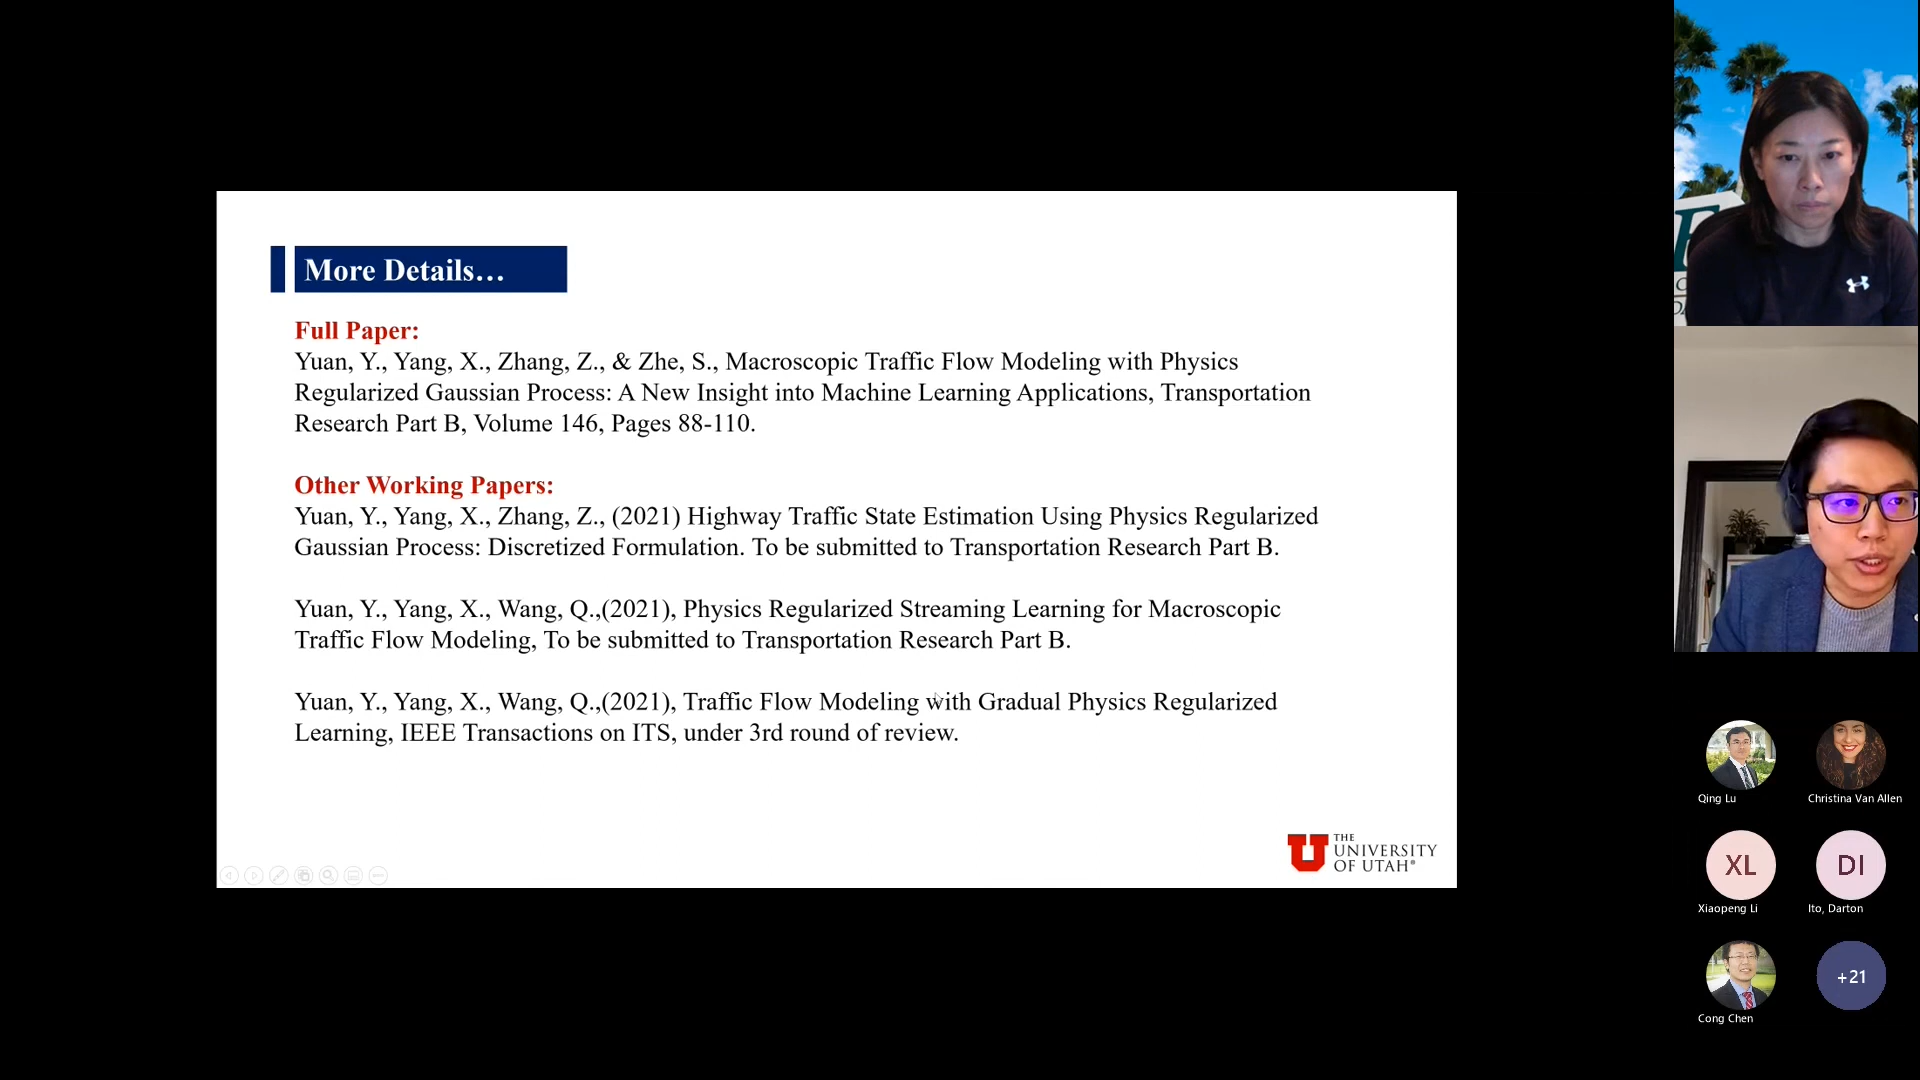 More Details…
Full Paper:
Yuan, Y., Yang, X., Zhang, Z., & Zhe, S., Macroscopic Traffic Flow Modeling with Physics
Regularized Gaussian Process: A New Insight into Machine Learning Applications, Transportation
Research Part B, Volume 146, Pages 88-110.
Other Working Papers:
Yuan, Y., Yang, X., Zhang, Z., (2021) Highway Traffic State Estimation Using Physics Regularized
Gaussian Process: Discretized Formulation. To be submitted to Transportation Research Part B.
Yuan, Y., Yang, X., Wang, Q.,(2021), Physics Regularized Streaming Learning for Macroscopic
Traffic Flow Modeling, To be submitted to Transportation Research Part B.
Yuan, Y., Yang, X., Wang, Q.,(2021), Traffic Flow Modeling with Gradual Physics Regularized
Learning, IEEE Transactions on ITS, under 3rd round of review.
THE
UNIVERSITY
OF UTAH®
Qing Lu
Christina Van Allen
XL
DI
Xiaopeng Li
Ito, Darton
+21
Cong Chen